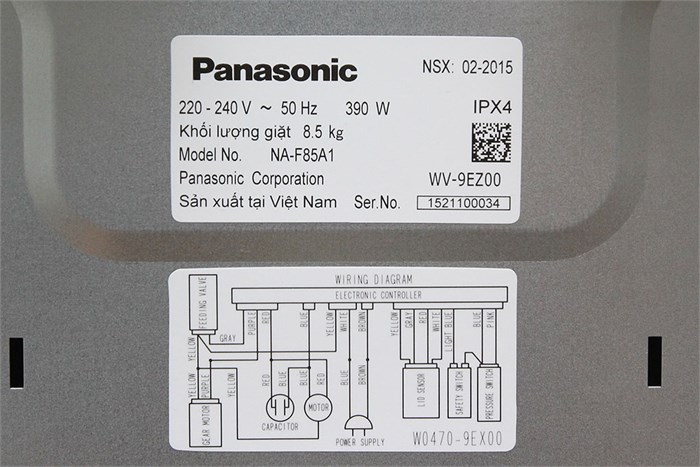 Panasonic NSX: 02-2015
220 - 240 V ~ 50 Hz 390 W IPX4
Khối lượng giặt 8.5 kg
Model No. NA-F85A1
Panasonic Corporation WV-9EZ00
Sản xuất tại Việt Nam Ser.No. 1521100034
WIRING DIAGRAM
ELECTRONIC CONTROLLER
FEEDING VALVE
GRAY
YELLOW
PURPLE
RED
BLUE
BLUE
YELLOW
WHITE
BLUE
BROWN
YELLOW
GRAY
RED
WHITE
LIGHT BLUE
BLUE
PINK
YELLOW
YELLOW
PURPLE
RED
BLUE
BLUE
RED
BLUE
BROWN
GEAR MOTOR
CAPACITOR
MOTOR
POWER SUPPLY
LID SENSOR
SAFETY SWITCH
PRESSURE SWITCH
W0470-9EX00